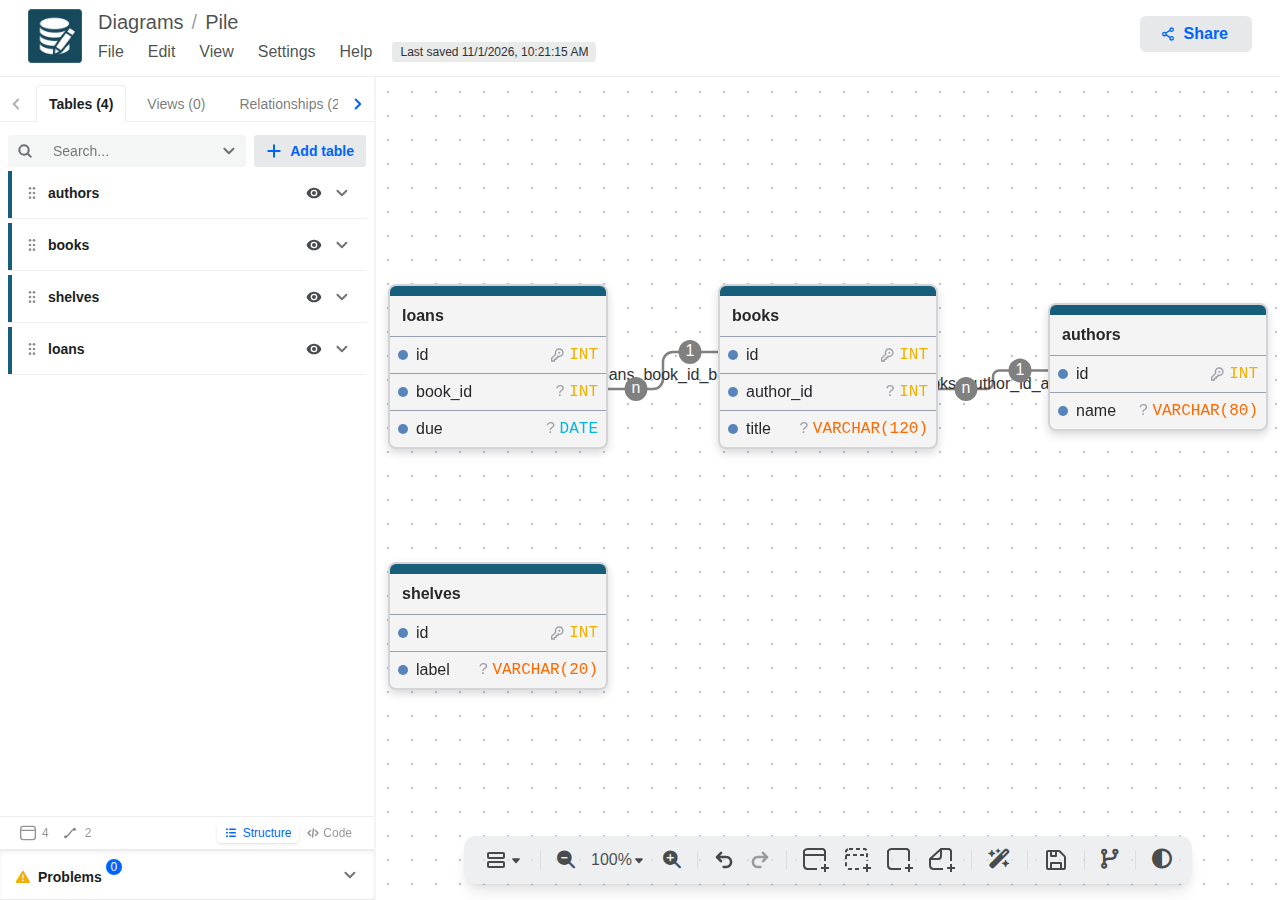 Diagrams / Pile
File Edit View Settings Help Last saved 11/1/2026, 10:21:15 AM
Share
Tables (4) Views (0) Relationships (2
Search... Add table
authors
books
shelves
loans
loans
id INT
book_id ? INT
due ? DATE
ans_book_id_b
n 1
books
id INT
author_id ? INT
title ? VARCHAR(120)
n 1
authors
id INT
name ? VARCHAR(80)
shelves
id INT
label ? VARCHAR(20)
4 2 Structure Code
Problems 0
100%